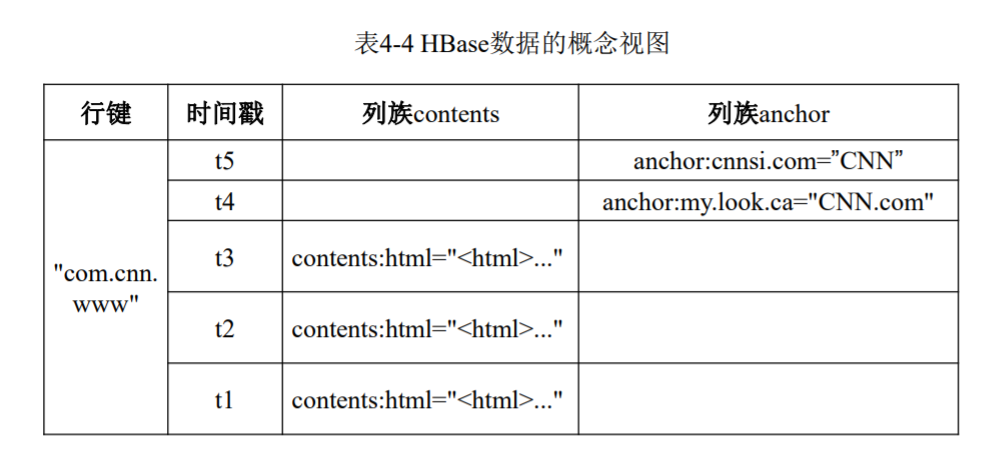 表4-4 HBase数据的概念视图
行键 时间戳 列族contents 列族anchor
t5 anchor:cnnsi.com=”CNN”
t4 anchor:my.look.ca="CNN.com"
"com.cnn.
www"
t3 contents:html="<html>..."
t2 contents:html="<html>..."
t1 contents:html="<html>..."